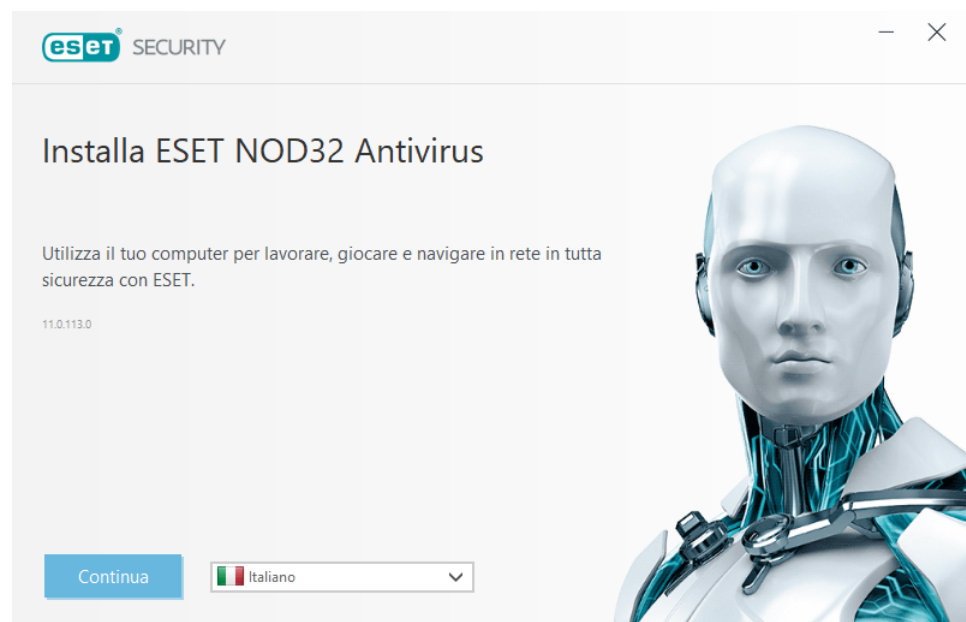 eset® SECURITY
Installa ESET NOD32 Antivirus
Utilizza il tuo computer per lavorare, giocare e navigare in rete in tutta
sicurezza con ESET.
11.0.113.0
Continua
Italiano